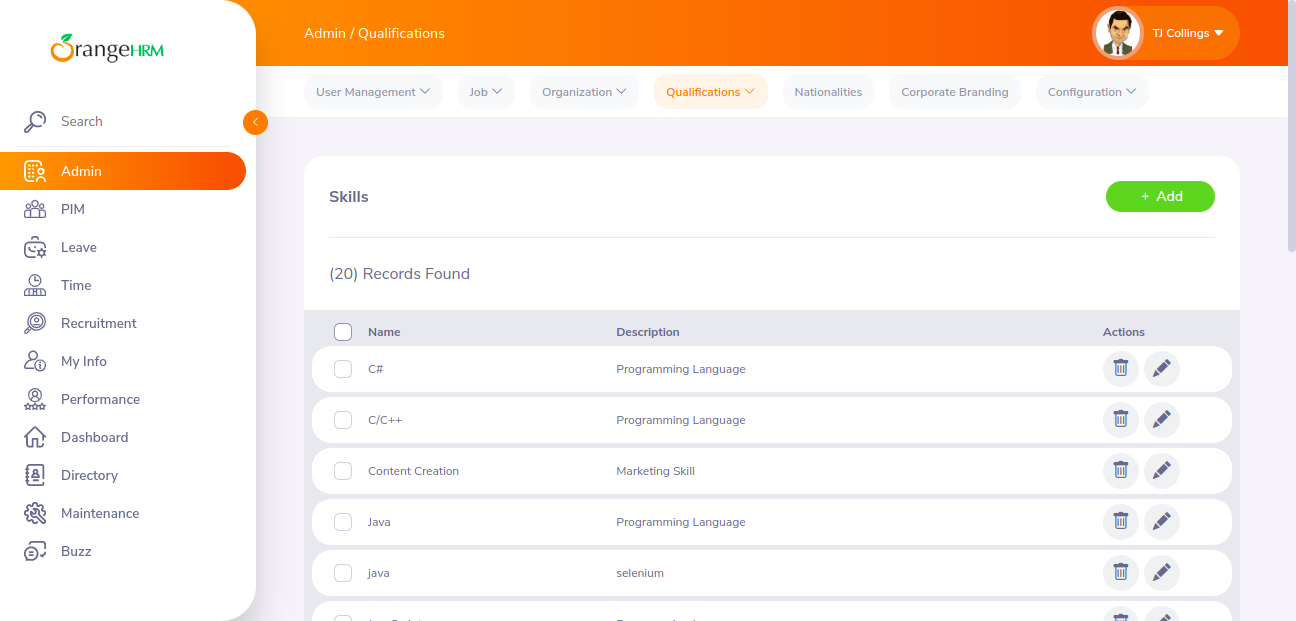 OrangeHRM
Admin / Qualifications
TJ Collings
User Management
Job
Organization
Qualifications
Nationalities
Corporate Branding
Configuration
Search
Admin
PIM
Leave
Time
Recruitment
My Info
Performance
Dashboard
Directory
Maintenance
Buzz
Skills
+ Add
(20) Records Found
Name Description Actions
C# Programming Language
C/C++ Programming Language
Content Creation Marketing Skill
Java Programming Language
java selenium